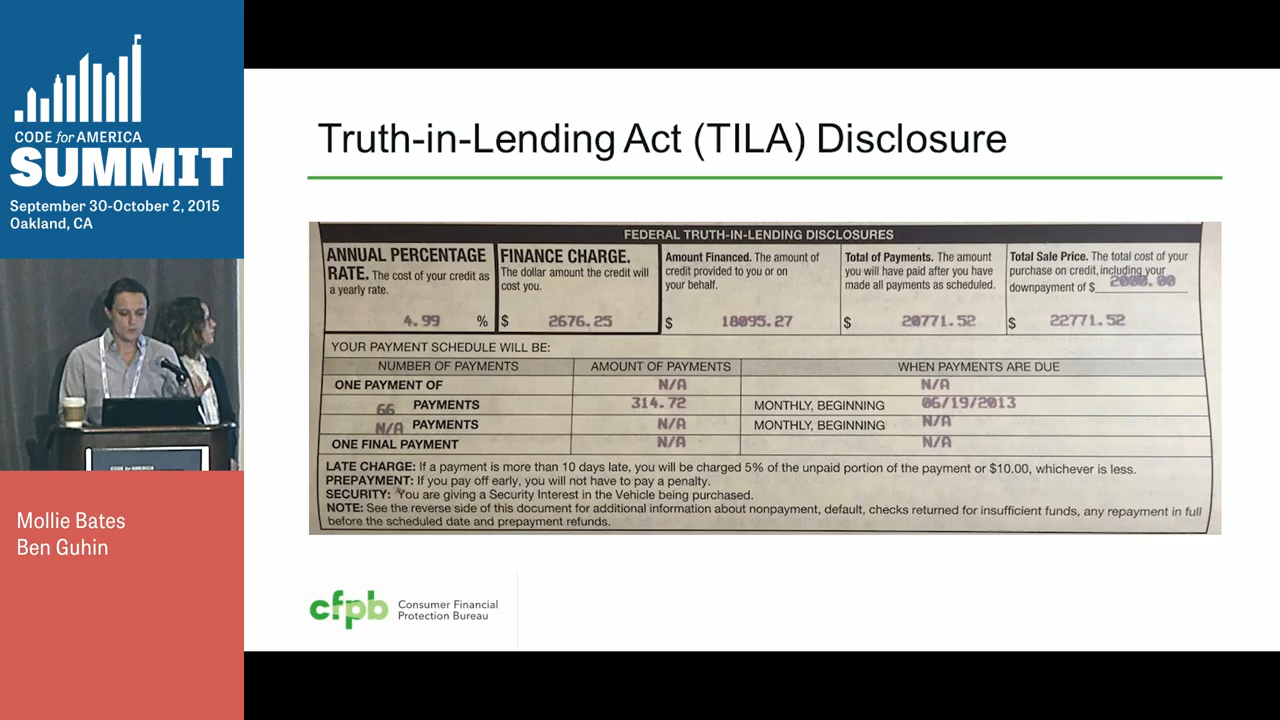 CODE for AMERICA
SUMMIT
September 30-October 2, 2015
Oakland, CA
Mollie Bates
Ben Guhin
Truth-in-Lending Act (TILA) Disclosure
FEDERAL TRUTH-IN-LENDING DISCLOSURES
ANNUAL PERCENTAGE
RATE. The cost of your credit as
a yearly rate.
4.99 %
FINANCE CHARGE.
The dollar amount the credit will
cost you.
$ 2676.25
Amount Financed. The amount of
credit provided to you or on
your behalf.
$ 18095.27
Total of Payments. The amount
you will have paid after you have
made all payments as scheduled.
$ 20771.52
Total Sale Price. The total cost of your
purchase on credit, including your
downpayment of $ 2000.00
$ 22771.52
YOUR PAYMENT SCHEDULE WILL BE:
NUMBER OF PAYMENTS AMOUNT OF PAYMENTS WHEN PAYMENTS ARE DUE
ONE PAYMENT OF N/A N/A
66 PAYMENTS 314.72 MONTHLY, BEGINNING 06/19/2013
N/A PAYMENTS N/A MONTHLY, BEGINNING N/A
ONE FINAL PAYMENT N/A N/A
LATE CHARGE: If a payment is more than 10 days late, you will be charged 5% of the unpaid portion of the payment or $10.00, whichever is less.
PREPAYMENT: If you pay off early, you will not have to pay a penalty.
SECURITY: You are giving a Security Interest in the Vehicle being purchased.
NOTE: See the reverse side of this document for additional information about nonpayment, default, checks returned for insufficient funds, any repayment in full
before the scheduled date and prepayment refunds.
cfpb Consumer Financial
Protection Bureau